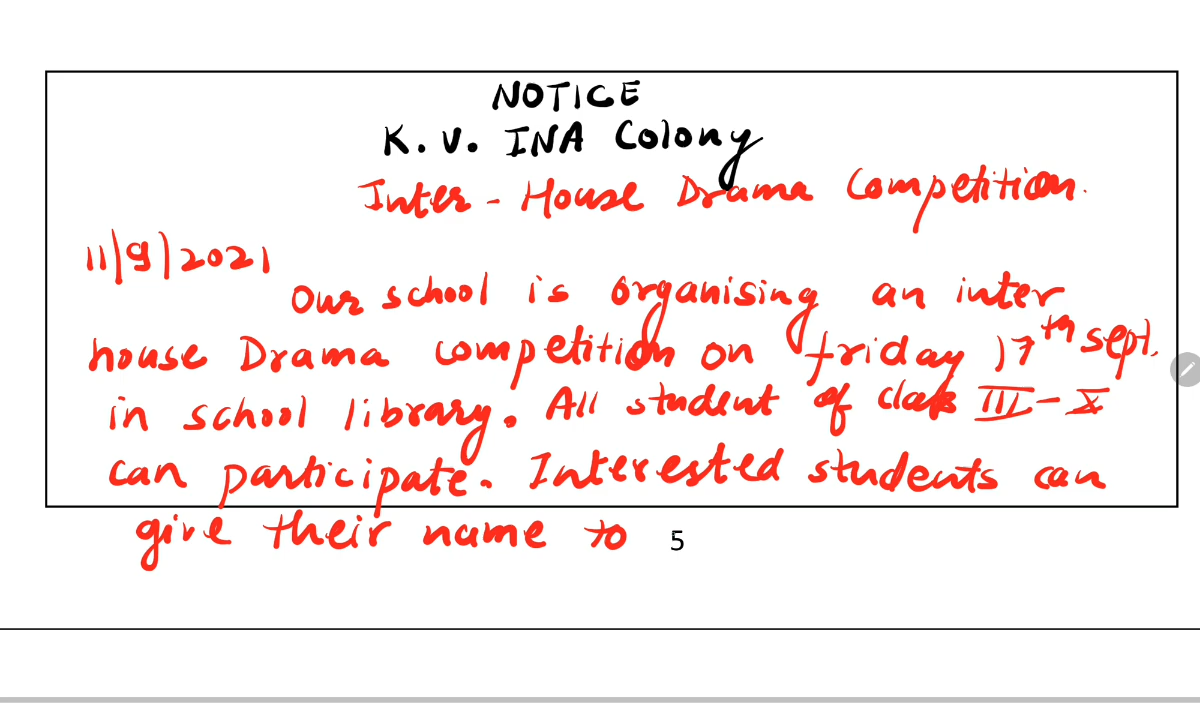 NOTICE
K. V. INA Colony
Inter - House Drama Competition.
11/9/2021
Our school is organising an inter
house Drama competition on friday 17th sept.
in school library. All student of class III-X
can participate. Interested students can
give their name to
5